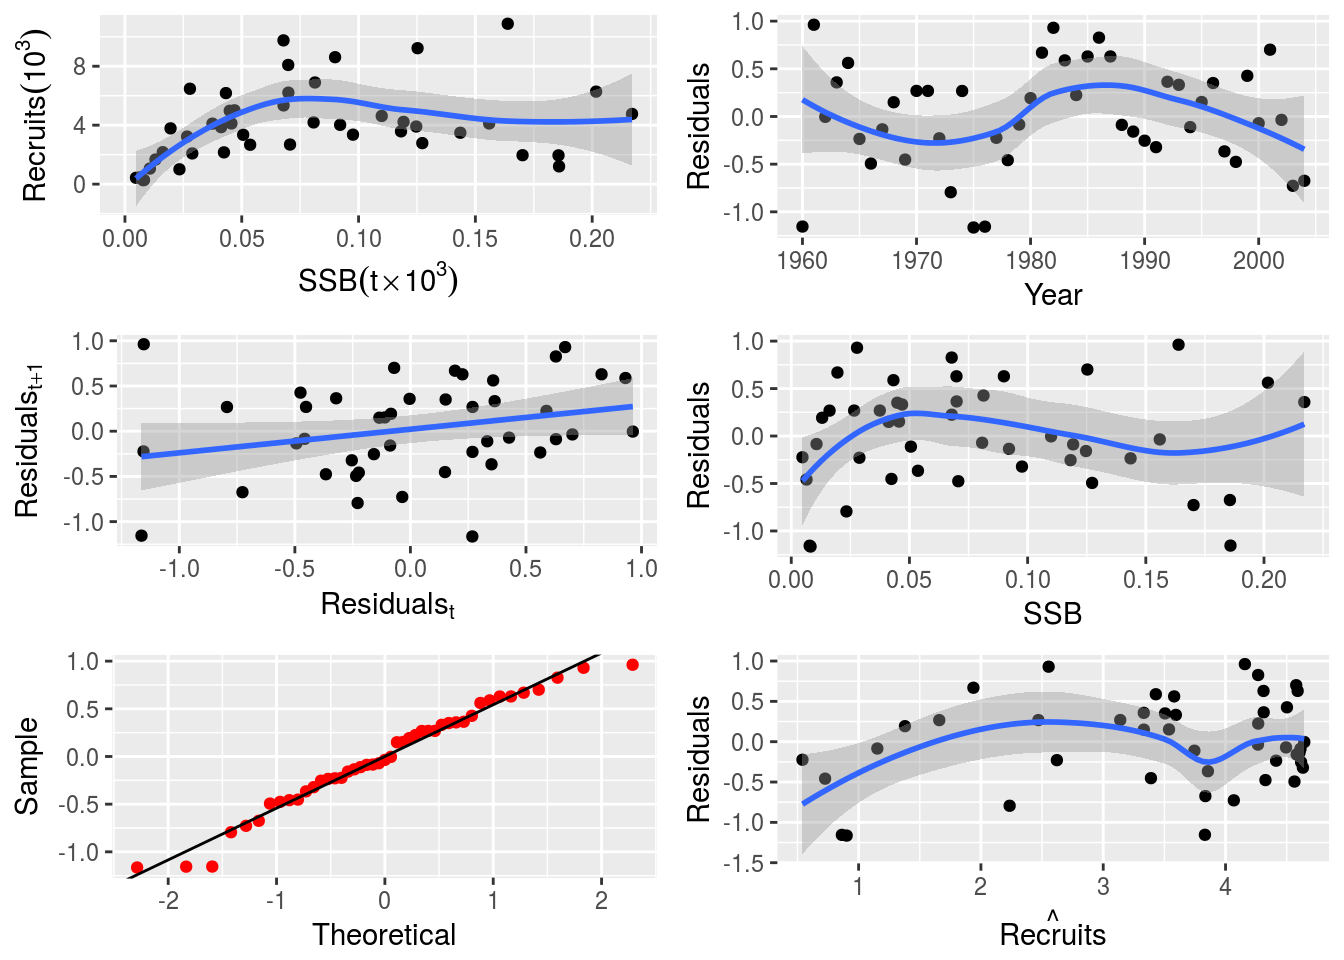 Recruits(10³)
8
4
0
0.00 0.05 0.10 0.15 0.20
SSB(t×10³)
Residuals
1.0
0.5
0.0
-0.5
-1.0
1960 1970 1980 1990 2000
Year
Residualsₜ₊₁
1.0
0.5
0.0
-0.5
-1.0
-1.0 -0.5 0.0 0.5 1.0
Residualsₜ
Residuals
1.0
0.5
0.0
-0.5
-1.0
0.00 0.05 0.10 0.15 0.20
SSB
Sample
1.0
0.5
0.0
-0.5
-1.0
-2 -1 0 1 2
Theoretical
Residuals
1.0
0.5
0.0
-0.5
-1.0
-1.5
1 2 3 4
^
Recruits